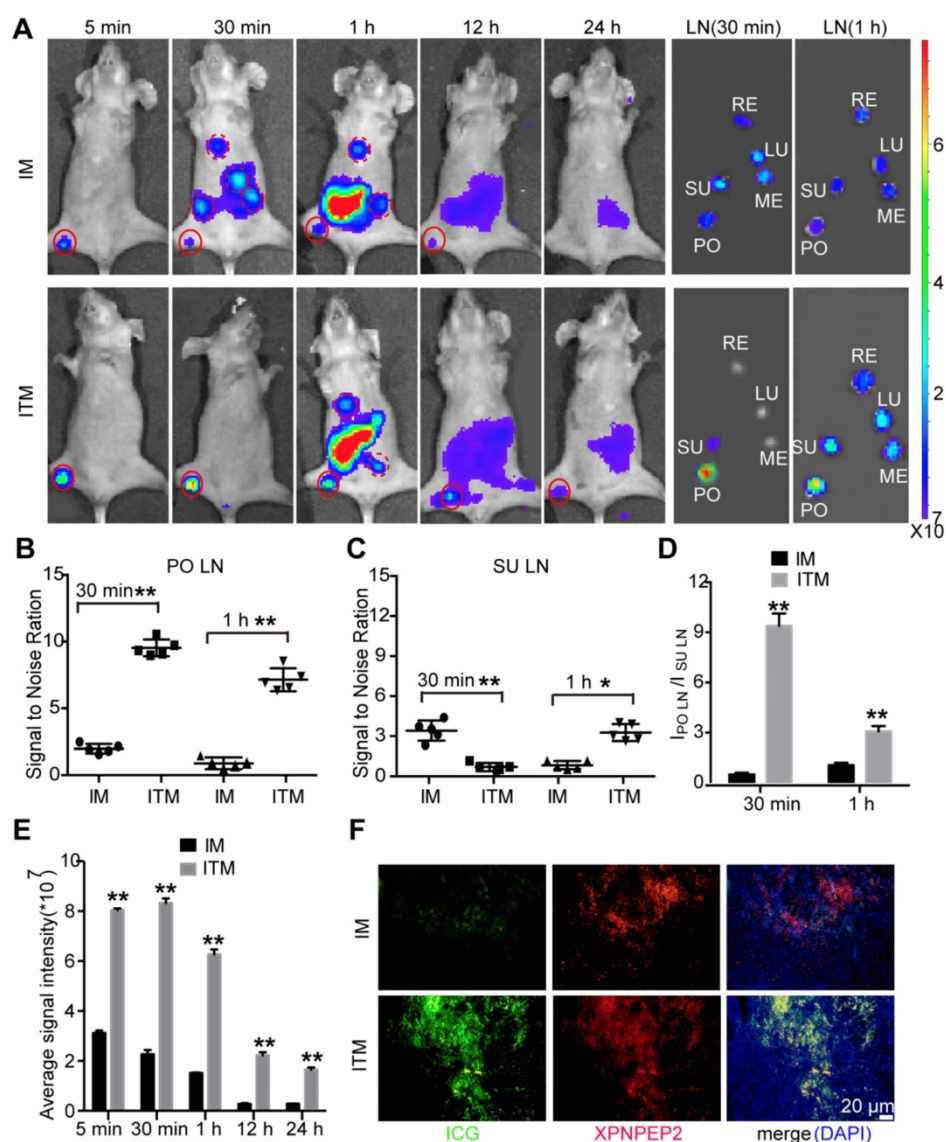 A
5 min 30 min 1 h 12 h 24 h LN(30 min) LN(1 h)
IM
RE
LU
SU
ME
PO
RE
LU
SU
ME
PO
6
4
2
7
X10
ITM
RE
LU
SU
ME
PO
RE
LU
SU
ME
PO
B
PO LN
Signal to Noise Ration
15
10
5
0
30 min**
1 h **
IM ITM IM ITM
C
SU LN
Signal to Noise Ration
15
12
9
6
3
0
30 min**
1 h *
IM ITM IM ITM
D
IM
ITM
I PO LN / I SU LN
12
9
6
3
0
**
**
30 min 1 h
E
IM
ITM
Average signal intensity(*10 7)
10
8
6
4
2
0
** ** ** ** **
5 min 30 min 1 h 12 h 24 h
F
IM
ITM
20 µm
ICG XPNPEP2 merge(DAPI)